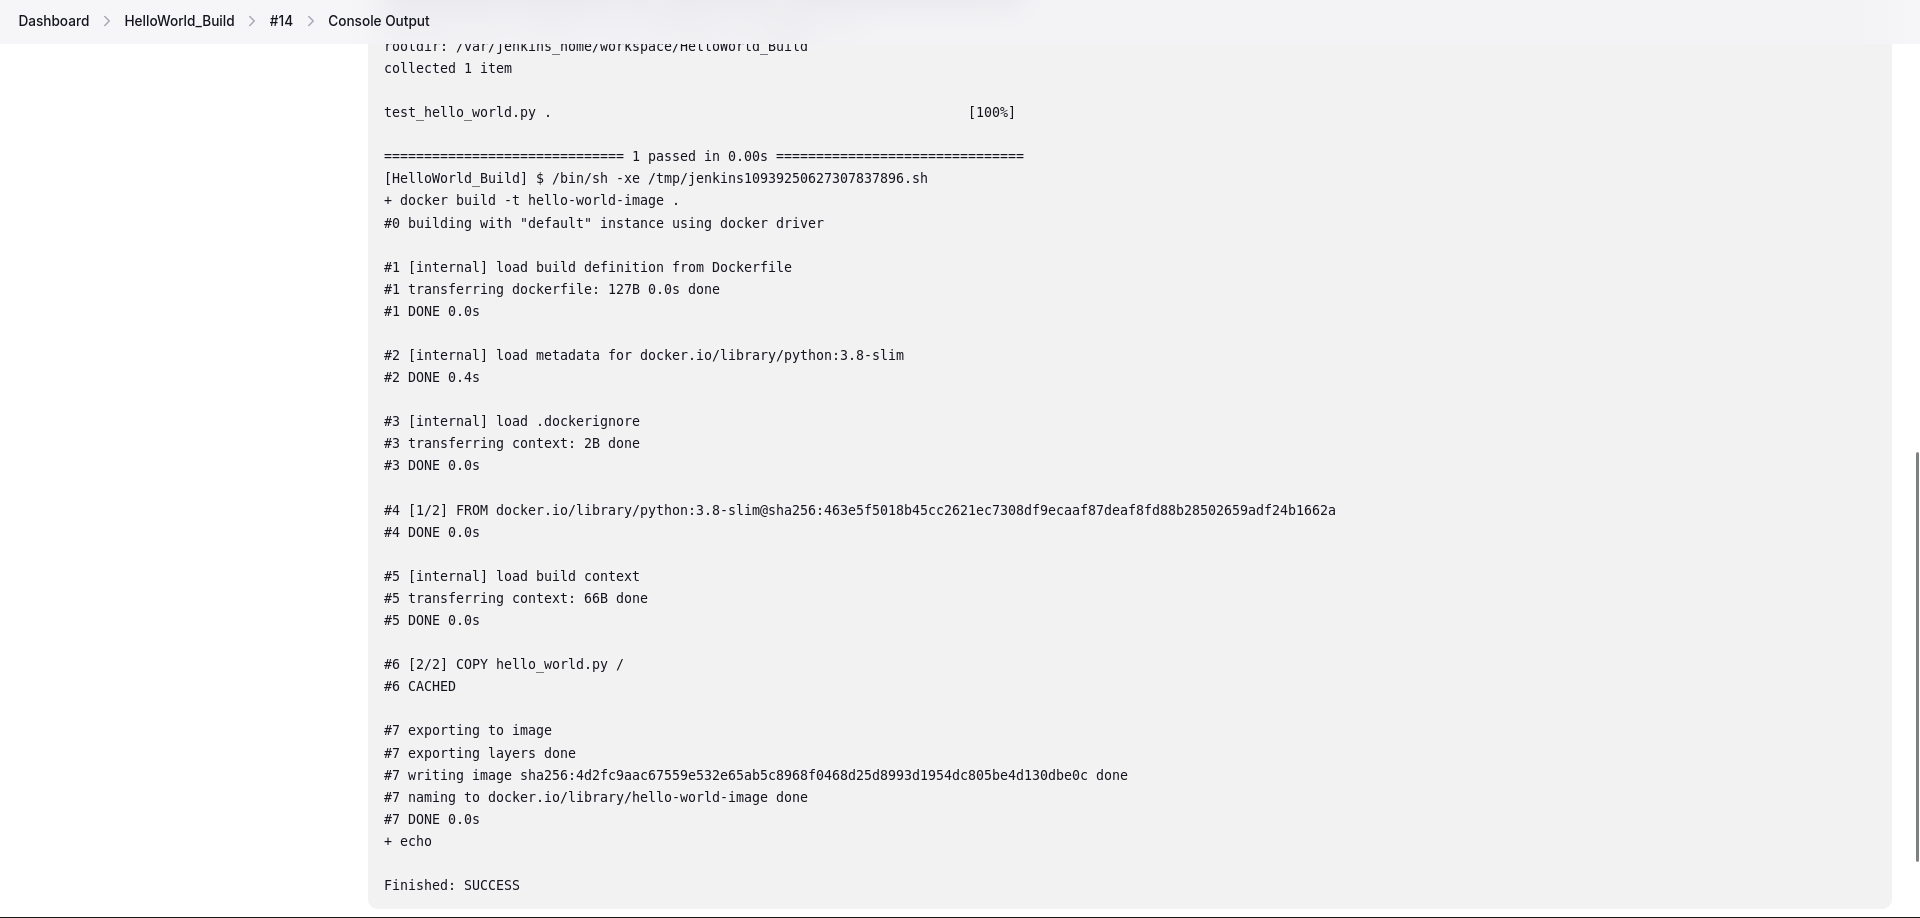 Dashboard > HelloWorld_Build > #14 > Console Output
rootdir: /var/jenkins_home/workspace/HelloWorld_Build
collected 1 item
test_hello_world.py . [100%]
============================== 1 passed in 0.00s ===============================
[HelloWorld_Build] $ /bin/sh -xe /tmp/jenkins10939250627307837896.sh
+ docker build -t hello-world-image .
#0 building with "default" instance using docker driver
#1 [internal] load build definition from Dockerfile
#1 transferring dockerfile: 127B 0.0s done
#1 DONE 0.0s
#2 [internal] load metadata for docker.io/library/python:3.8-slim
#2 DONE 0.4s
#3 [internal] load .dockerignore
#3 transferring context: 2B done
#3 DONE 0.0s
#4 [1/2] FROM docker.io/library/python:3.8-slim@sha256:463e5f5018b45cc2621ec7308df9ecaaf87deaf8fd88b28502659adf24b1662a
#4 DONE 0.0s
#5 [internal] load build context
#5 transferring context: 66B done
#5 DONE 0.0s
#6 [2/2] COPY hello_world.py /
#6 CACHED
#7 exporting to image
#7 exporting layers done
#7 writing image sha256:4d2fc9aac67559e532e65ab5c8968f0468d25d8993d1954dc805be4d130dbe0c done
#7 naming to docker.io/library/hello-world-image done
#7 DONE 0.0s
+ echo
Finished: SUCCESS